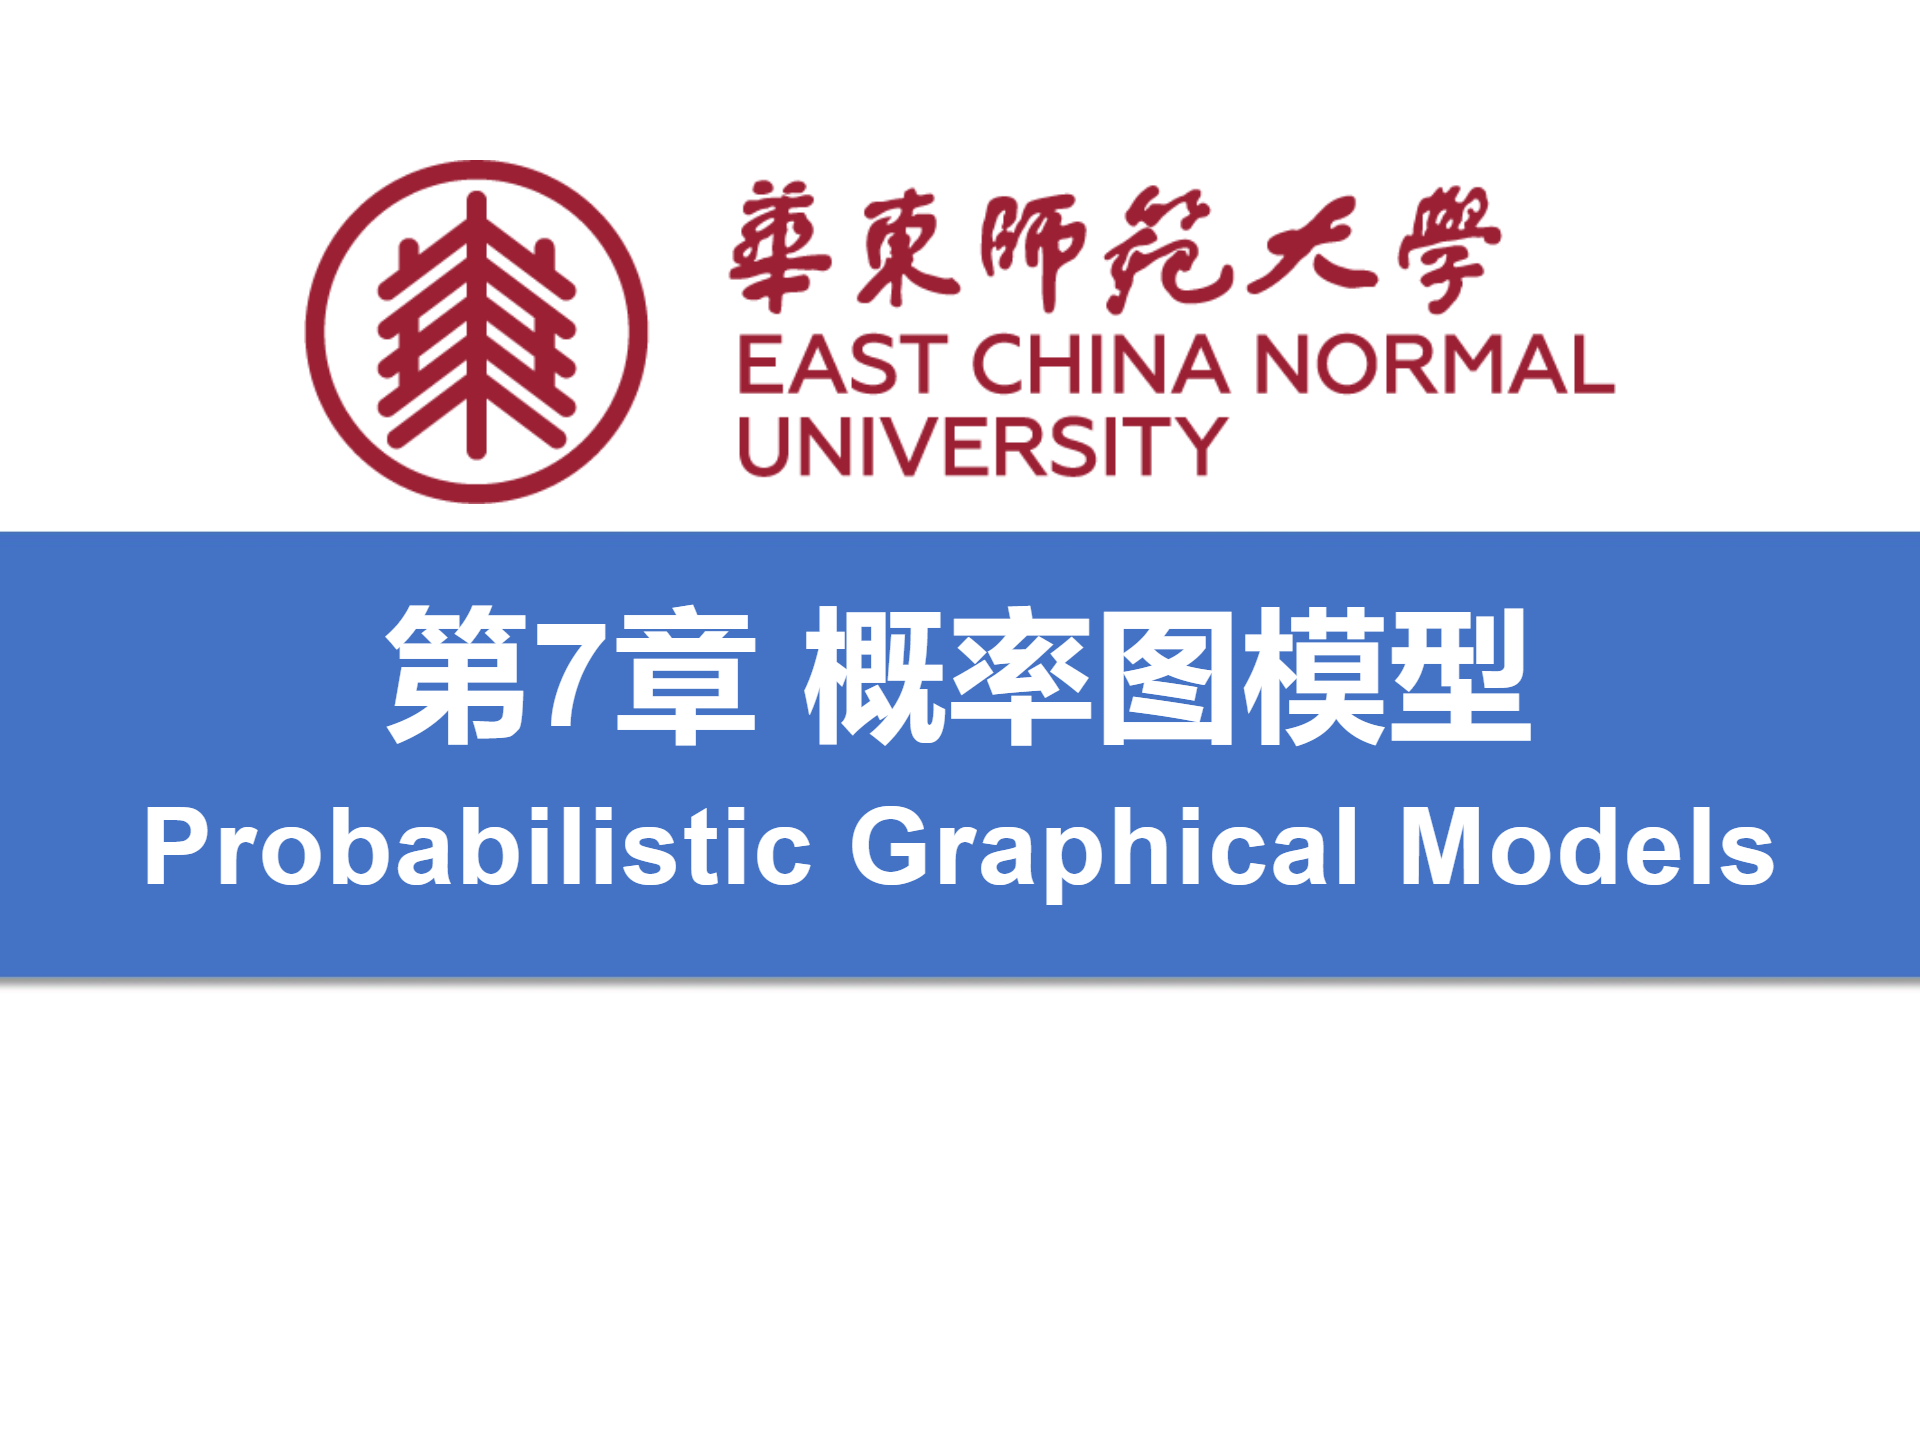 華東師範大學
EAST CHINA NORMAL
UNIVERSITY
第7章 概率图模型
Probabilistic Graphical Models